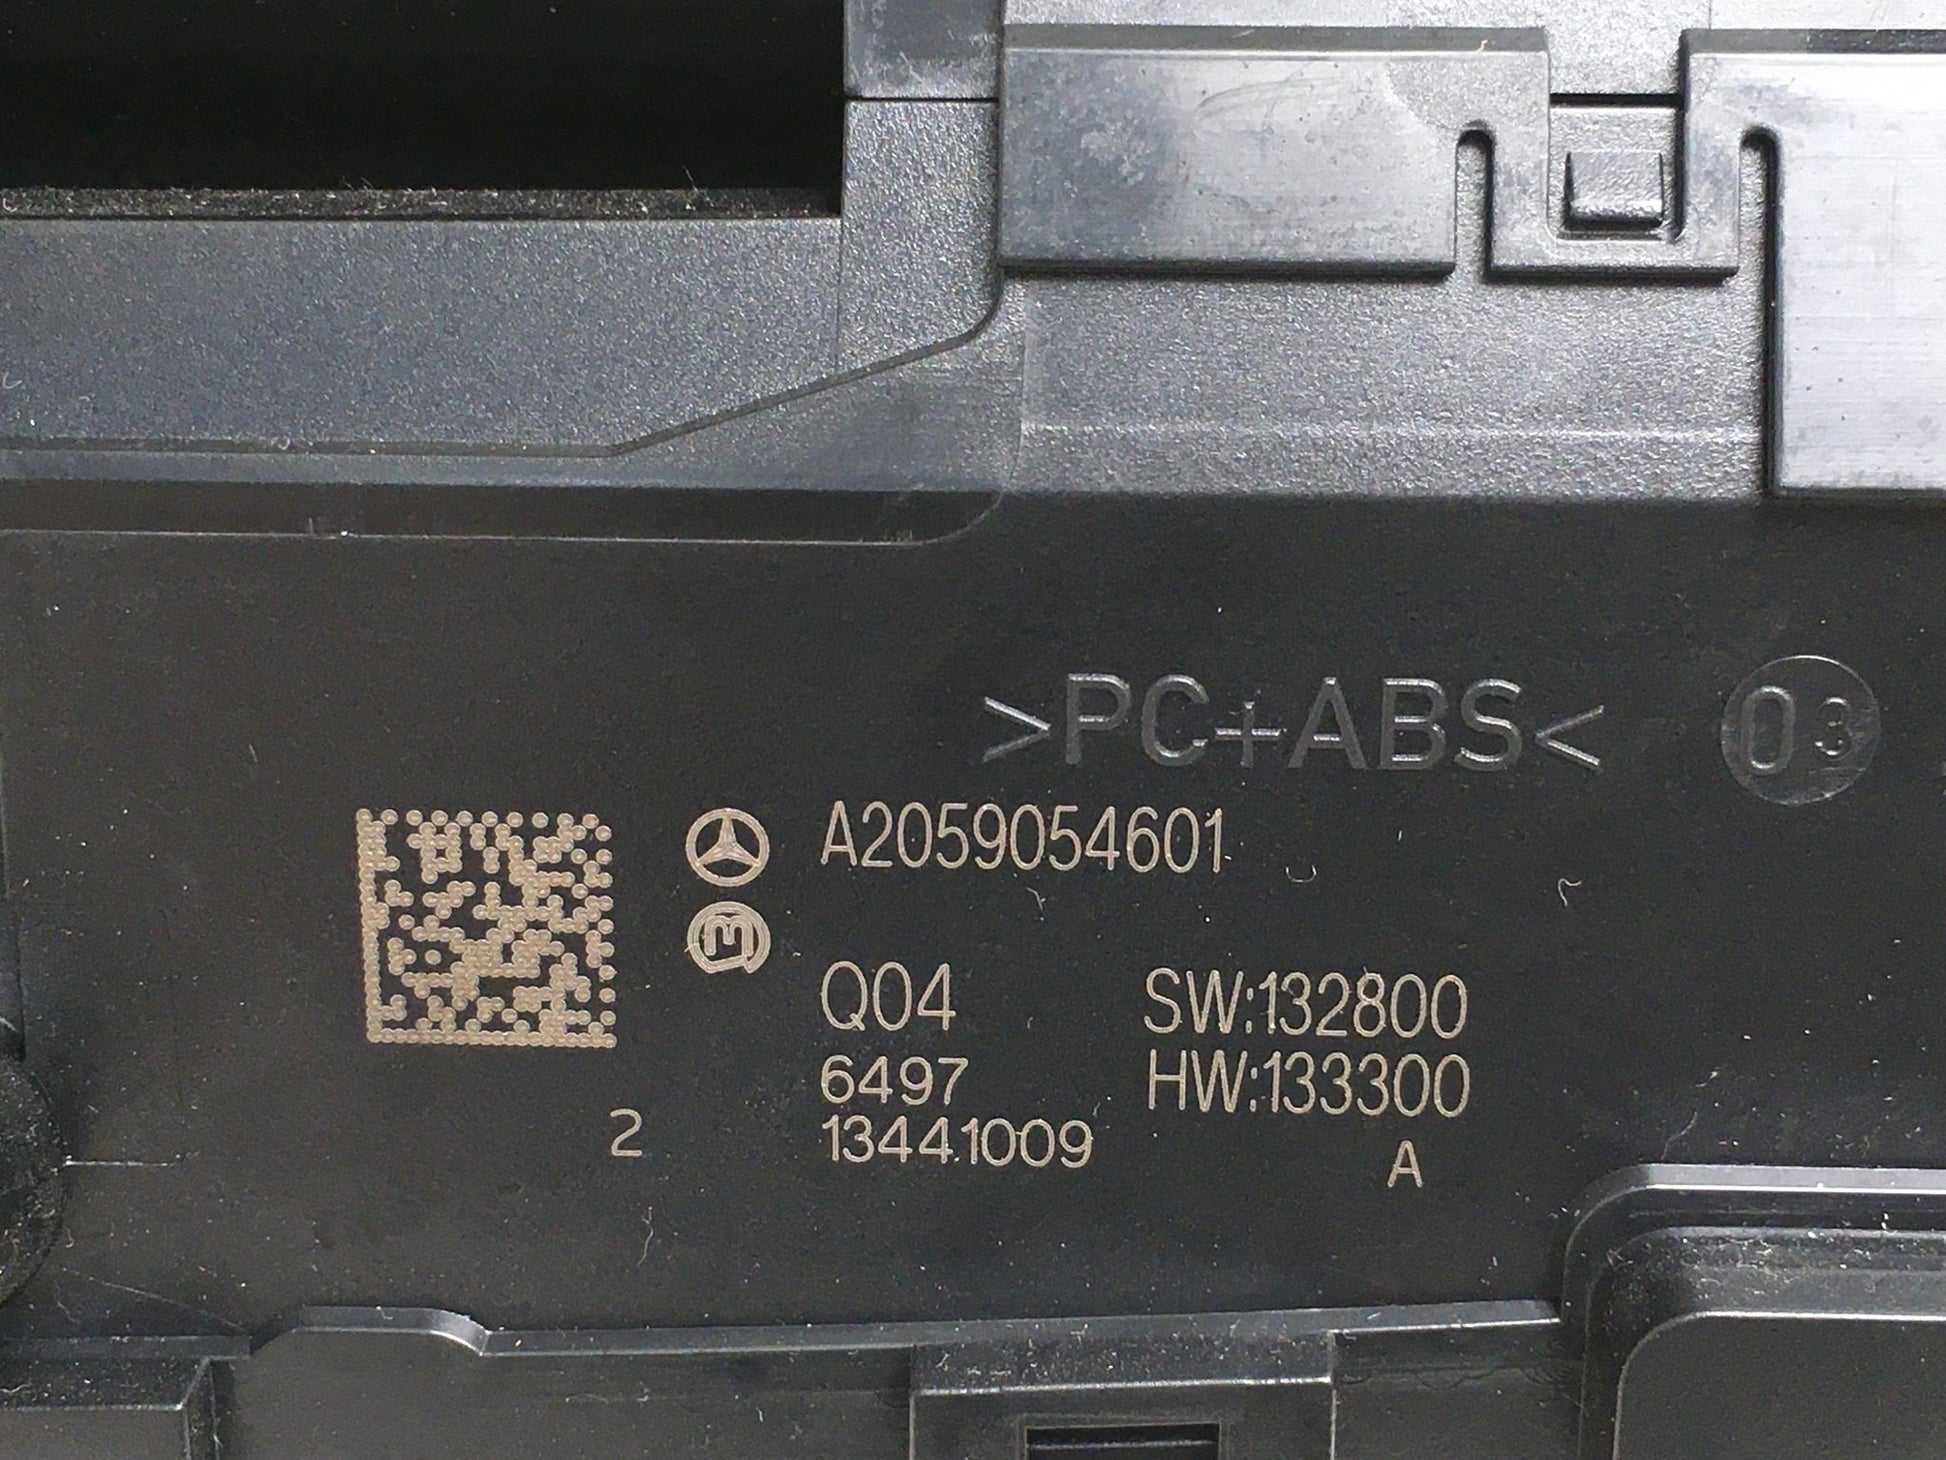 >PC+ABS< 03
A2059054601
Q04 SW:132800
6497 HW:133300
2 13441009 A